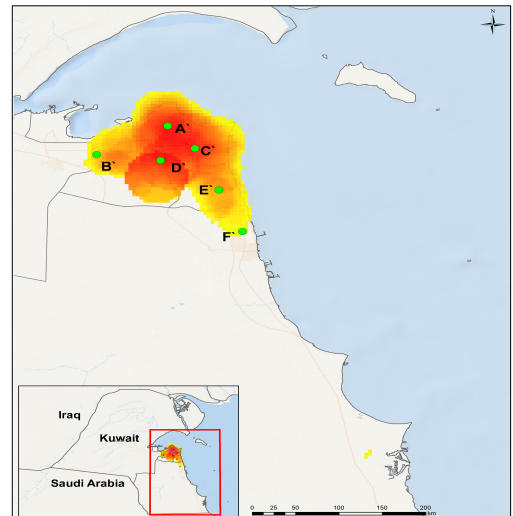 N
A`
C`
B`
D`
E`
F`
Iraq
Kuwait
Saudi Arabia
0 25 50 100 150 200
km